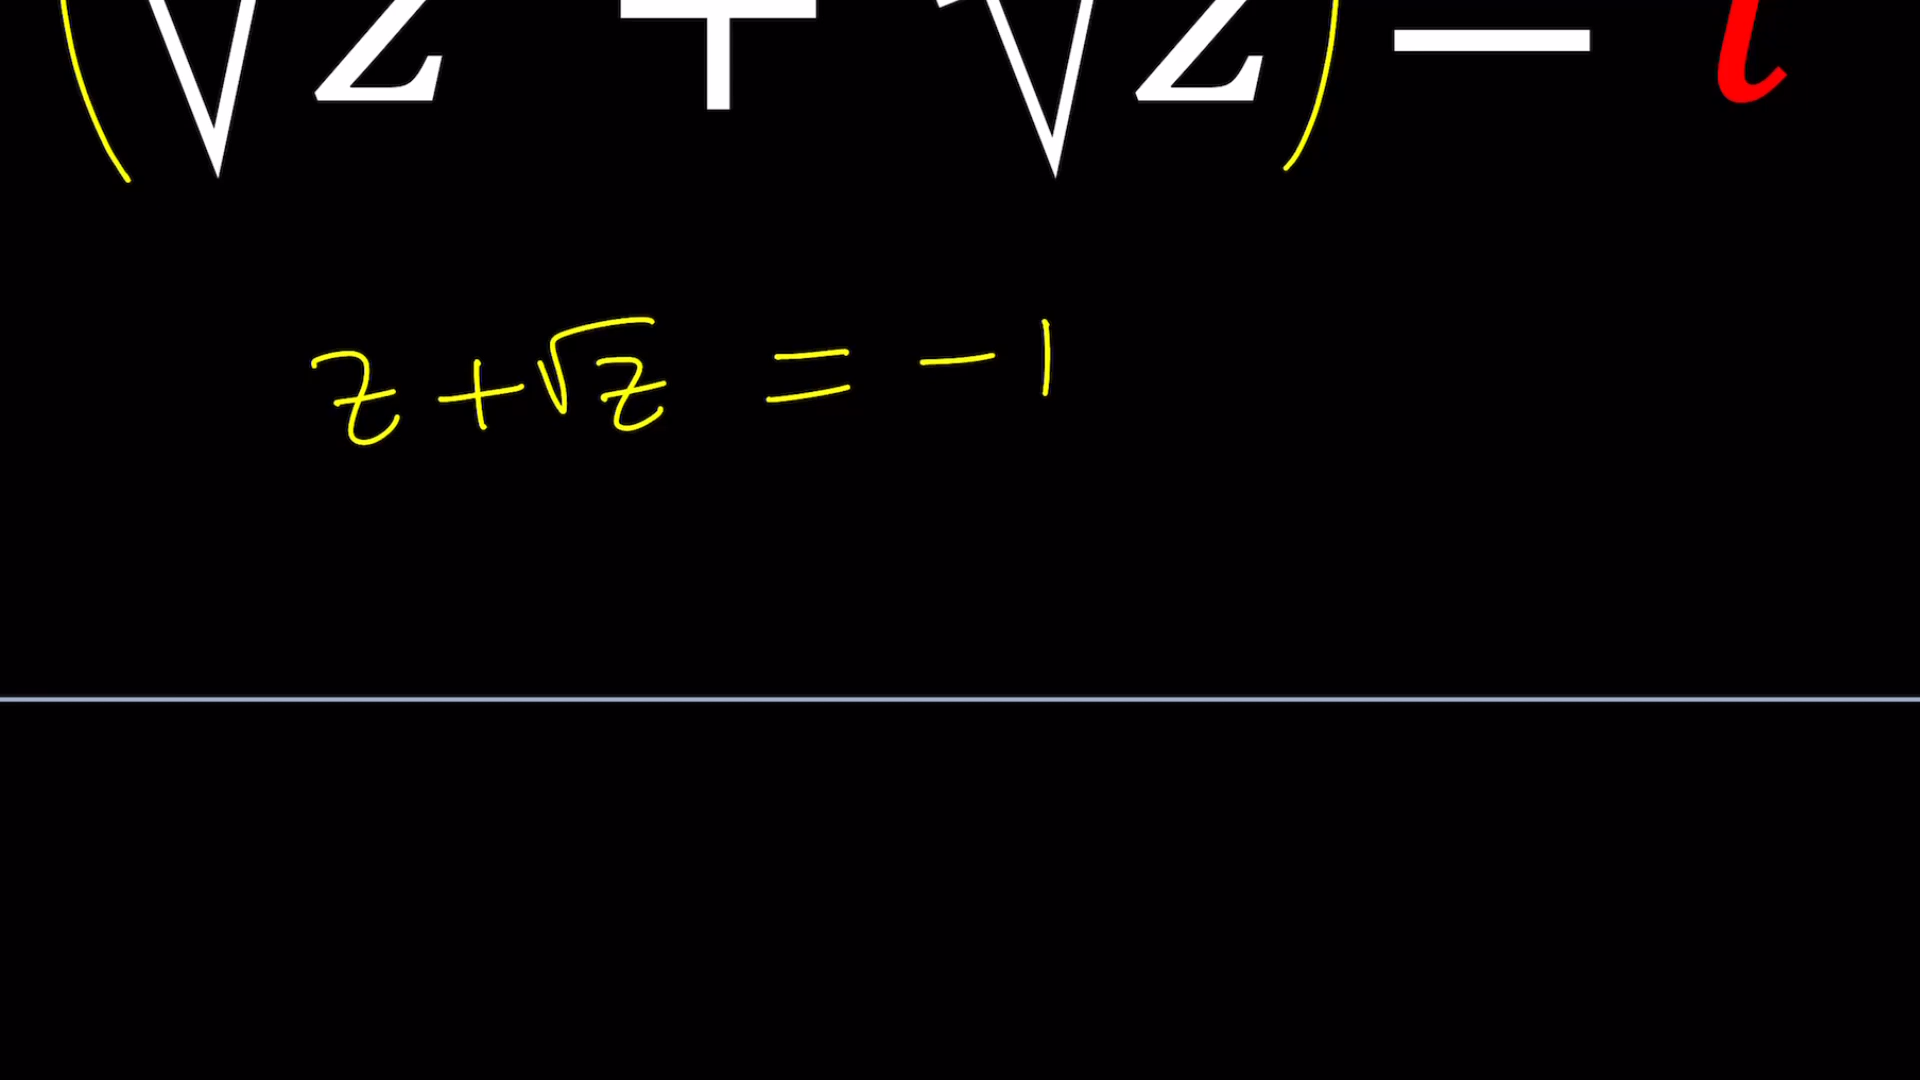 (√z + √z) − i
z + √z = −1